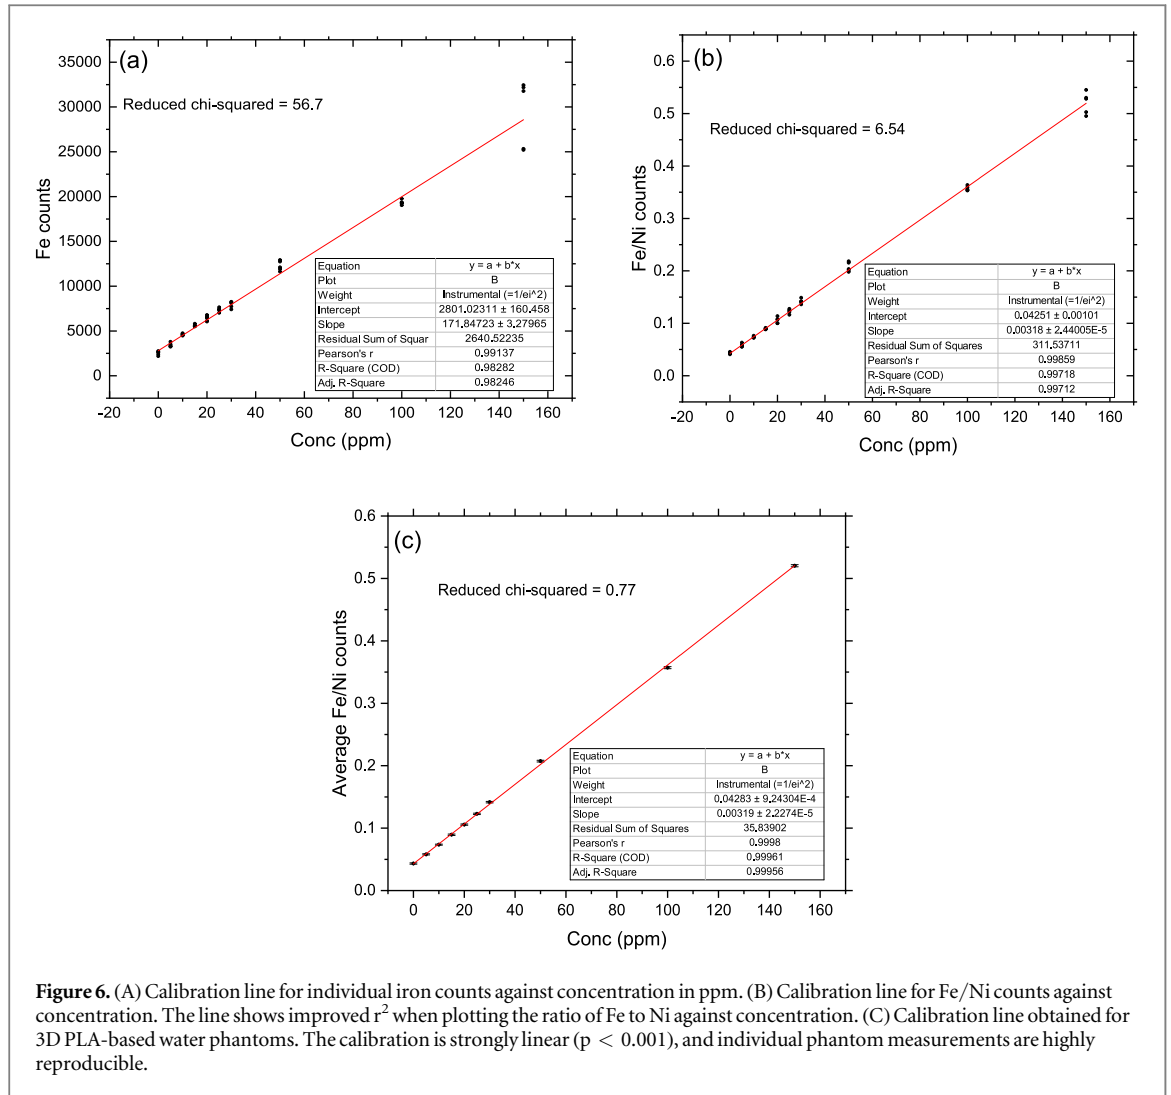 (a)
Reduced chi-squared = 56.7
35000
30000
25000
20000
15000
10000
5000
0
Fe counts
Equation y = a + b*x
Plot B
Weight Instrumental (=1/ei^2)
Intercept 2801.02311 ± 160.458
Slope 171.84723 ± 3.27965
Residual Sum of Squar 2640.52235
Pearson's r 0.99137
R-Square (COD) 0.98282
Adj. R-Square 0.98246
-20 0 20 40 60 80 100 120 140 160
Conc (ppm)
(b)
Reduced chi-squared = 6.54
0.6
0.5
0.4
0.3
0.2
0.1
0.0
Fe/Ni counts
Equation y = a + b*x
Plot B
Weight Instrumental (=1/ei^2)
Intercept 0.04251 ± 0.00101
Slope 0.00318 ± 2.44005E-5
Residual Sum of Squares 311.53711
Pearson's r 0.99859
R-Square (COD) 0.99718
Adj. R-Square 0.99712
-20 0 20 40 60 80 100 120 140 160
Conc (ppm)
(c)
Reduced chi-squared = 0.77
0.6
0.5
0.4
0.3
0.2
0.1
0.0
Average Fe/Ni counts
Equation y = a + b*x
Plot B
Weight Instrumental (=1/ei^2)
Intercept 0.04283 ± 9.24304E-4
Slope 0.00319 ± 2.2274E-5
Residual Sum of Squares 35.83902
Pearson's r 0.9998
R-Square (COD) 0.99961
Adj. R-Square 0.99956
0 20 40 60 80 100 120 140 160
Conc (ppm)
Figure 6. (A) Calibration line for individual iron counts against concentration in ppm. (B) Calibration line for Fe/Ni counts against
concentration. The line shows improved r² when plotting the ratio of Fe to Ni against concentration. (C) Calibration line obtained for
3D PLA-based water phantoms. The calibration is strongly linear (p < 0.001), and individual phantom measurements are highly
reproducible.